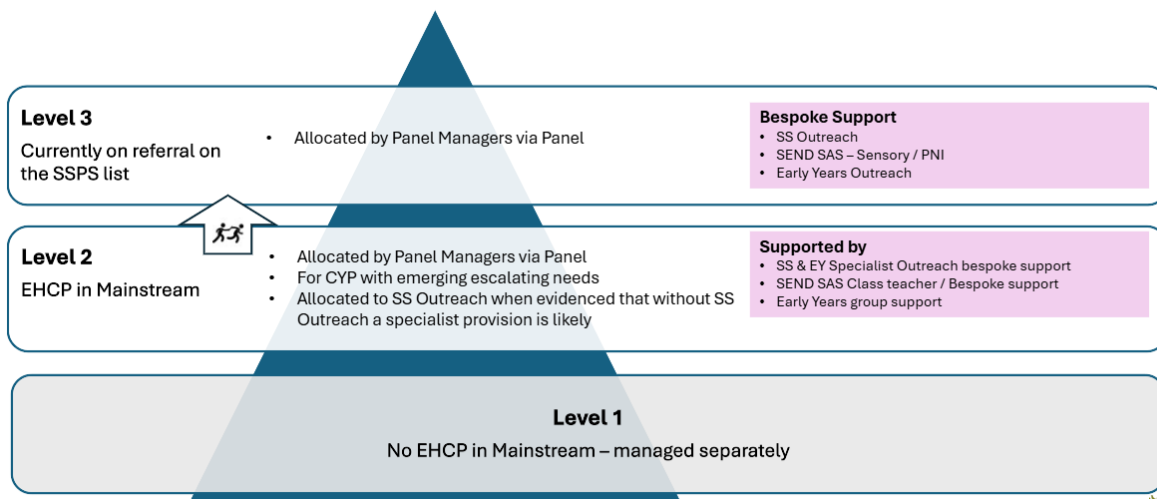 Level 3
Currently on referral on
the SSPS list
• Allocated by Panel Managers via Panel
Bespoke Support
• SS Outreach
• SEND SAS – Sensory / PNI
• Early Years Outreach
Level 2
EHCP in Mainstream
• Allocated by Panel Managers via Panel
• For CYP with emerging escalating needs
• Allocated to SS Outreach when evidenced that without SS
Outreach a specialist provision is likely
Supported by
• SS & EY Specialist Outreach bespoke support
• SEND SAS Class teacher / Bespoke support
• Early Years group support
Level 1
No EHCP in Mainstream – managed separately